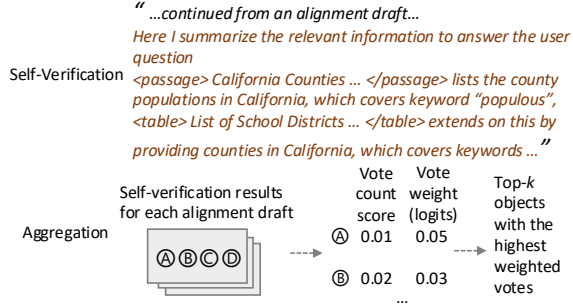 “ ...continued from an alignment draft...
Here I summarize the relevant information to answer the user
question
Self-Verification
<passage> California Counties ... </passage> lists the county
populations in California, which covers keyword “populous”,
<table> List of School Districts ... </table> extends on this by
providing counties in California, which covers keywords ...”
Self-verification results
for each alignment draft
Aggregation
A B C D
Vote count score
Vote weight (logits)
A 0.01 0.05
B 0.02 0.03
...
Top-k
objects
with the
highest
weighted
votes